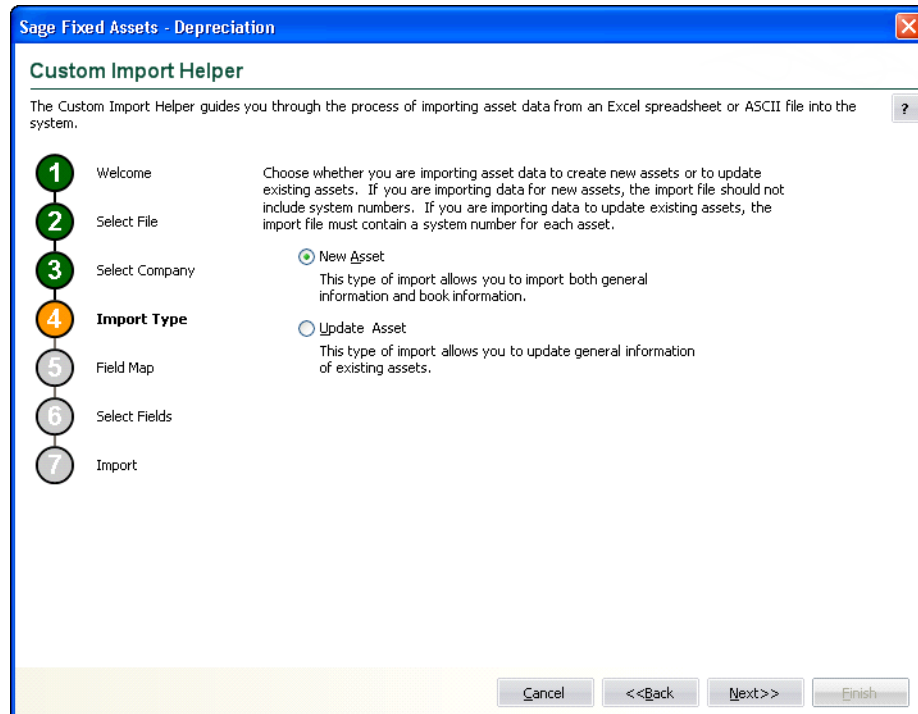 Sage Fixed Assets - Depreciation
Custom Import Helper
The Custom Import Helper guides you through the process of importing asset data from an Excel spreadsheet or ASCII file into the
system.
?
1 Welcome
2 Select File
3 Select Company
4 Import Type
5 Field Map
6 Select Fields
7 Import
Choose whether you are importing asset data to create new assets or to update
existing assets. If you are importing data for new assets, the import file should not
include system numbers. If you are importing data to update existing assets, the
import file must contain a system number for each asset.
New Asset
This type of import allows you to import both general
information and book information.
Update Asset
This type of import allows you to update general information
of existing assets.
Cancel
<<Back
Next>>
Finish